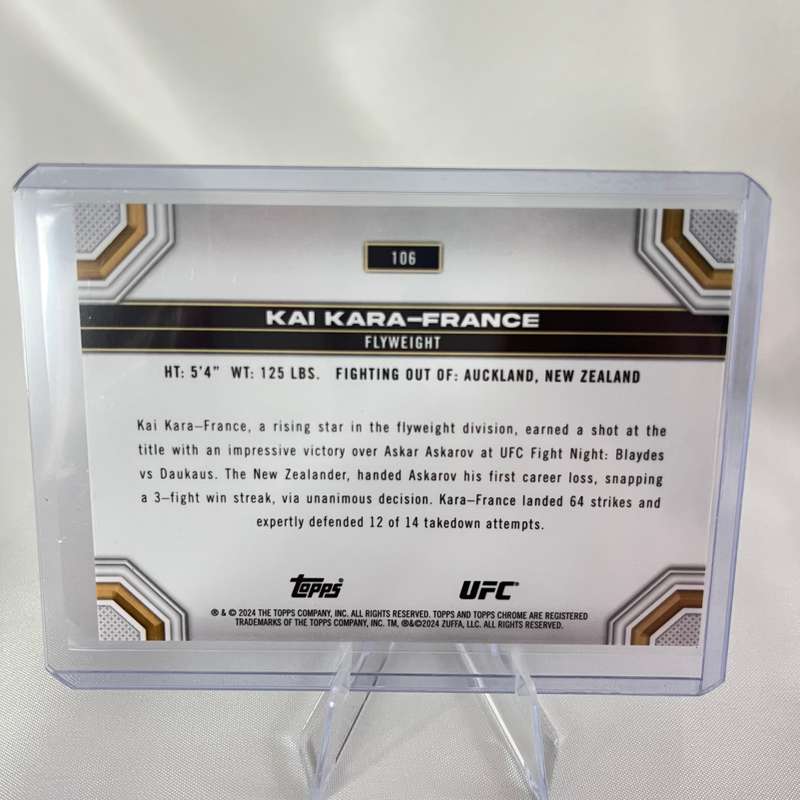 106
KAI KARA–FRANCE
FLYWEIGHT
HT: 5'4" WT: 125 LBS. FIGHTING OUT OF: AUCKLAND, NEW ZEALAND
Kai Kara–France, a rising star in the flyweight division, earned a shot at the
title with an impressive victory over Askar Askarov at UFC Fight Night: Blaydes
vs Daukaus. The New Zealander, handed Askarov his first career loss, snapping
a 3–fight win streak, via unanimous decision. Kara–France landed 64 strikes and
expertly defended 12 of 14 takedown attempts.
Topps UFC
® & © 2024 THE TOPPS COMPANY, INC. ALL RIGHTS RESERVED. TOPPS AND TOPPS CHROME ARE REGISTERED
TRADEMARKS OF THE TOPPS COMPANY, INC. TM, ®&©2024 ZUFFA, LLC. ALL RIGHTS RESERVED.